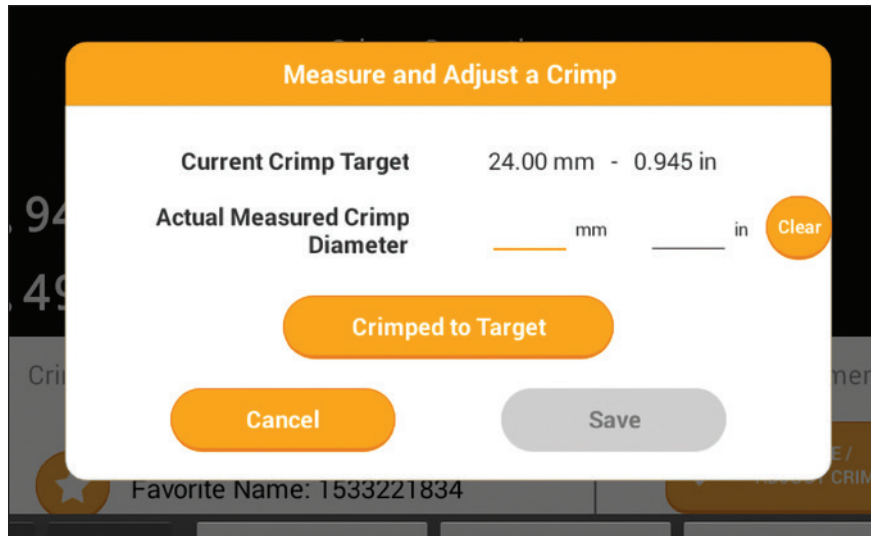 Measure and Adjust a Crimp
Current Crimp Target 24.00 mm - 0.945 in
Actual Measured Crimp
Diameter mm in Clear
Crimped to Target
Cancel Save
Favorite Name: 1533221834